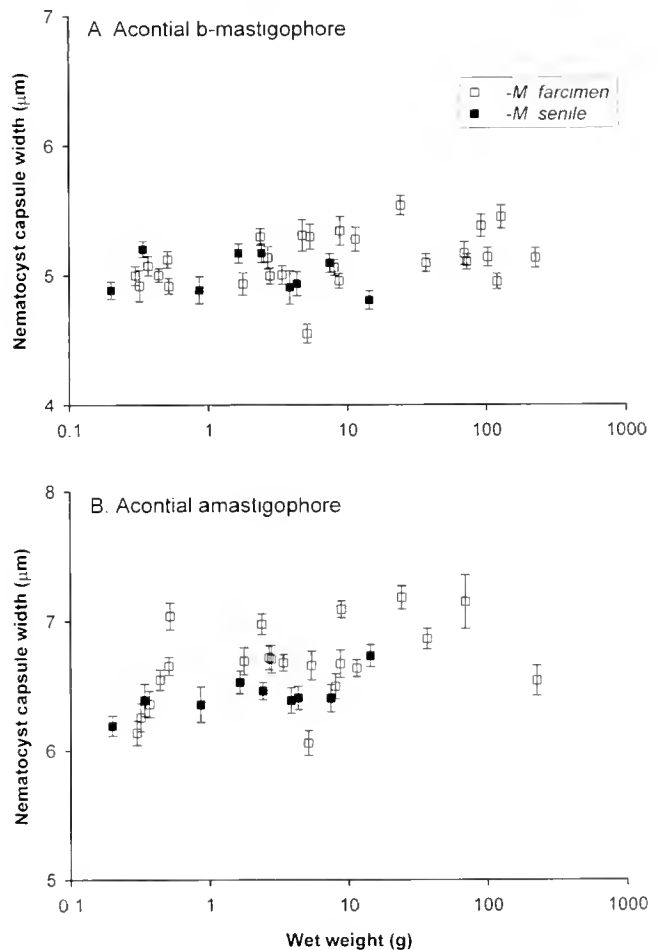 7
A Acontial b-mastigophore
-M farcimen
-M senile
6
5
4
0.1 1 10 100 1000
Nematocyst capsule width (µm)
8
B. Acontial amastigophore
7
6
5
0 1 1 10 100 1000
Nematocyst capsule width (µm)
Wet weight (g)